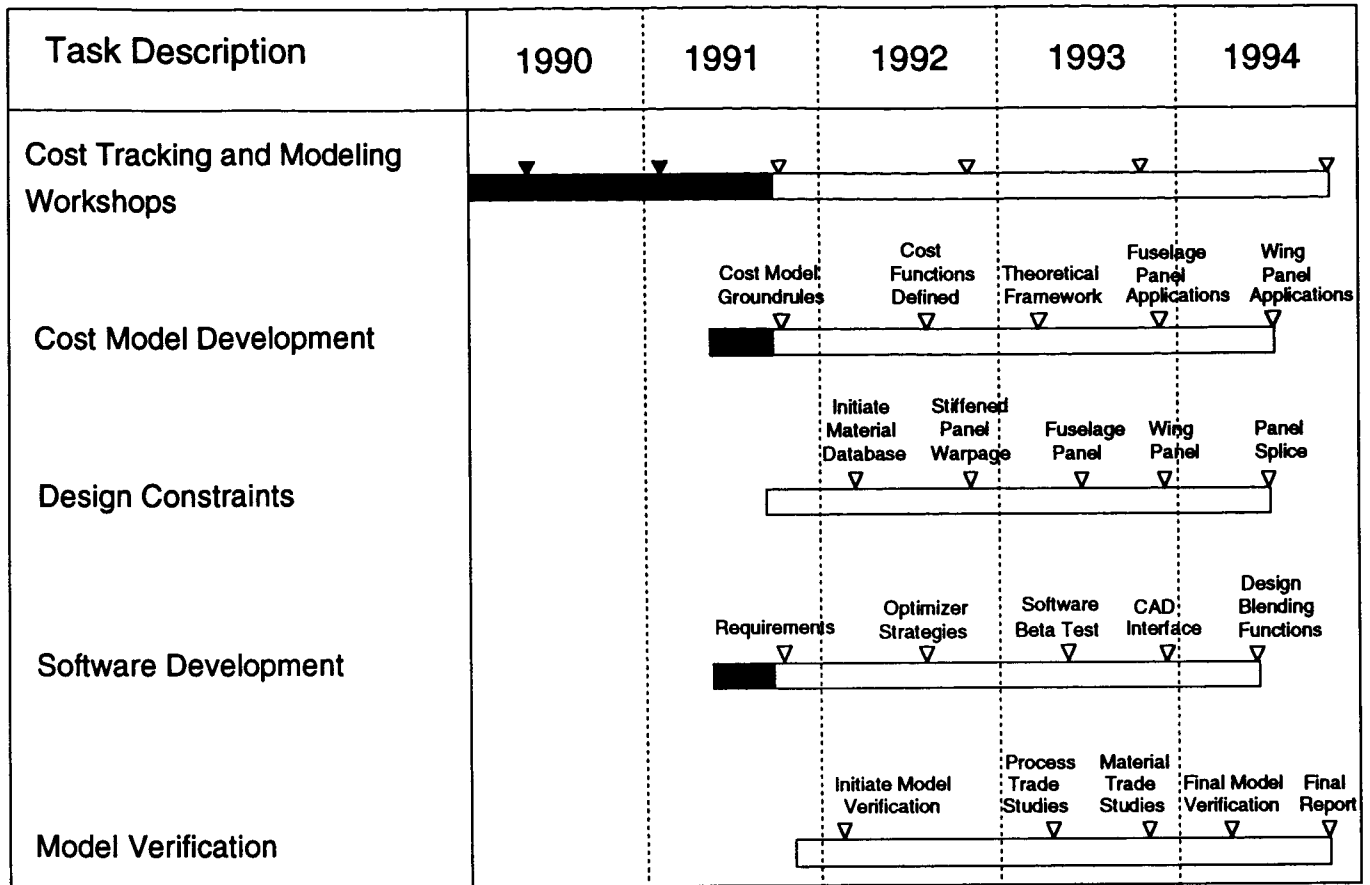 Task Description
1990
1991
1992
1993
1994
Cost Tracking and Modeling
Workshops
Cost Model
Groundrules
Cost
Functions
Defined
Theoretical
Framework
Fuselage
Panel
Applications
Wing
Panel
Applications
Cost Model Development
Initiate
Material
Database
Stiffened
Panel
Warpage
Fuselage
Panel
Wing
Panel
Panel
Splice
Design Constraints
Requirements
Optimizer
Strategies
Software
Beta Test
CAD
Interface
Design
Blending
Functions
Software Development
Initiate Model
Verification
Process
Trade
Studies
Material
Trade
Studies
Final Model
Verification
Final
Report
Model Verification